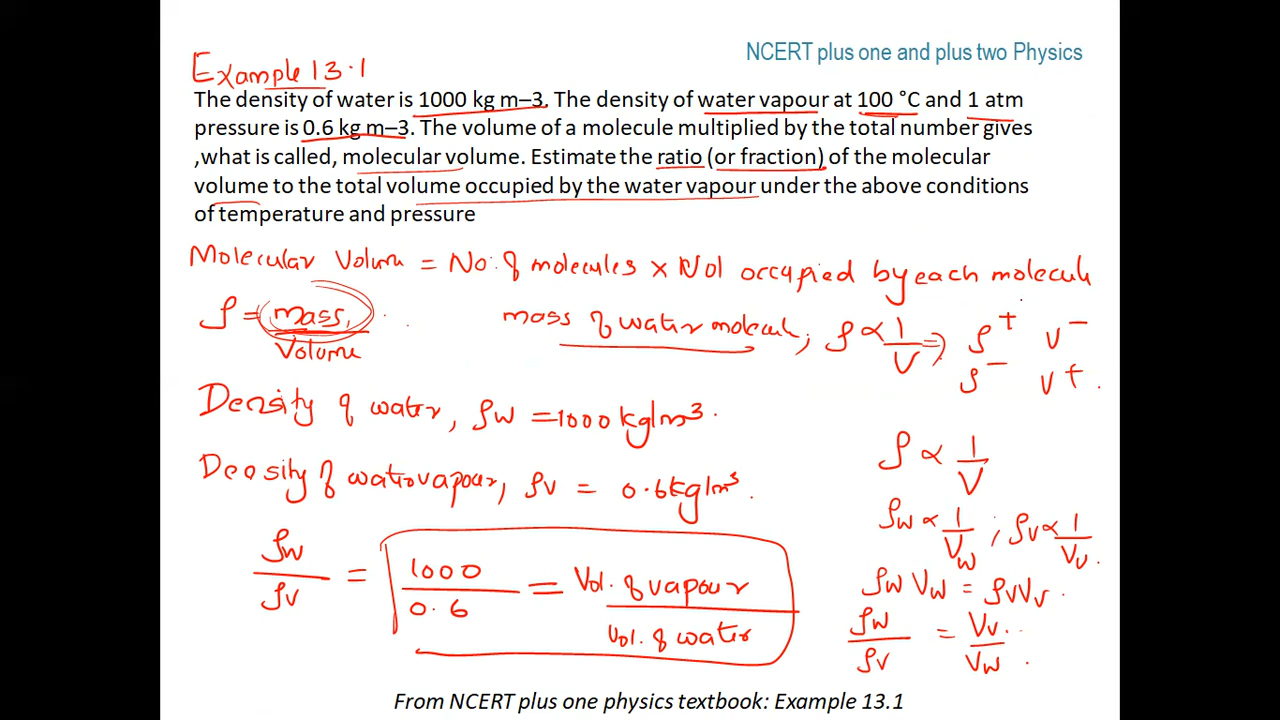 NCERT plus one and plus two Physics
Example 13.1
The density of water is 1000 kg m–3. The density of water vapour at 100 °C and 1 atm
pressure is 0.6 kg m–3. The volume of a molecule multiplied by the total number gives
,what is called, molecular volume. Estimate the ratio (or fraction) of the molecular
volume to the total volume occupied by the water vapour under the above conditions
of temperature and pressure
Molecular Volum = No: of molecules × Vol occupied by each molecule
ρ = mass / Volume
mass of water molecule; ρ ∝ 1/V ⇒ ρ+ V−
ρ− V+.
Density of water, ρw = 1000 kg/m³.
ρ ∝ 1/V
Density of water vapour, ρv = 0.6 kg/m³.
ρw ∝ 1/Vw ; ρv ∝ 1/Vv.
ρw/ρv = 1000/0.6 = Vol. of vapour / Vol. of water
ρw Vw = ρv Vv.
ρw/ρv = Vv/Vw
From NCERT plus one physics textbook: Example 13.1